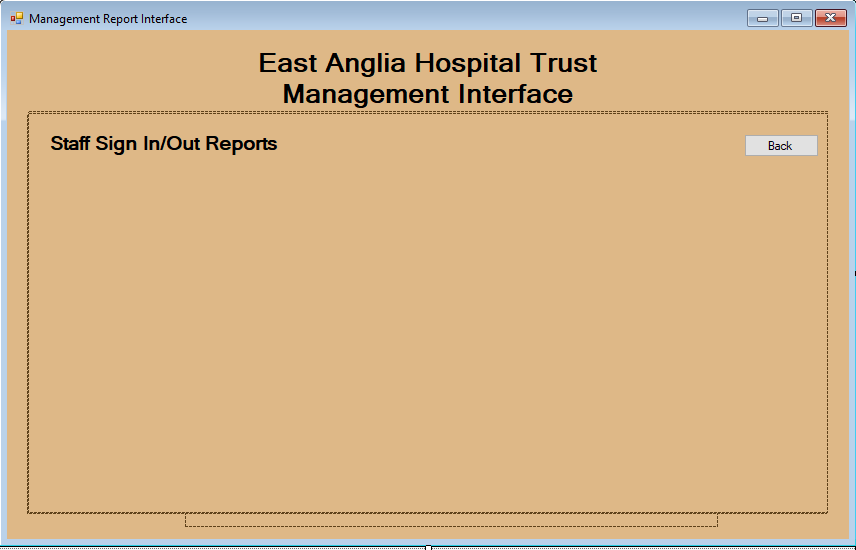 Management Report Interface
East Anglia Hospital Trust
Management Interface
Staff Sign In/Out Reports
Back